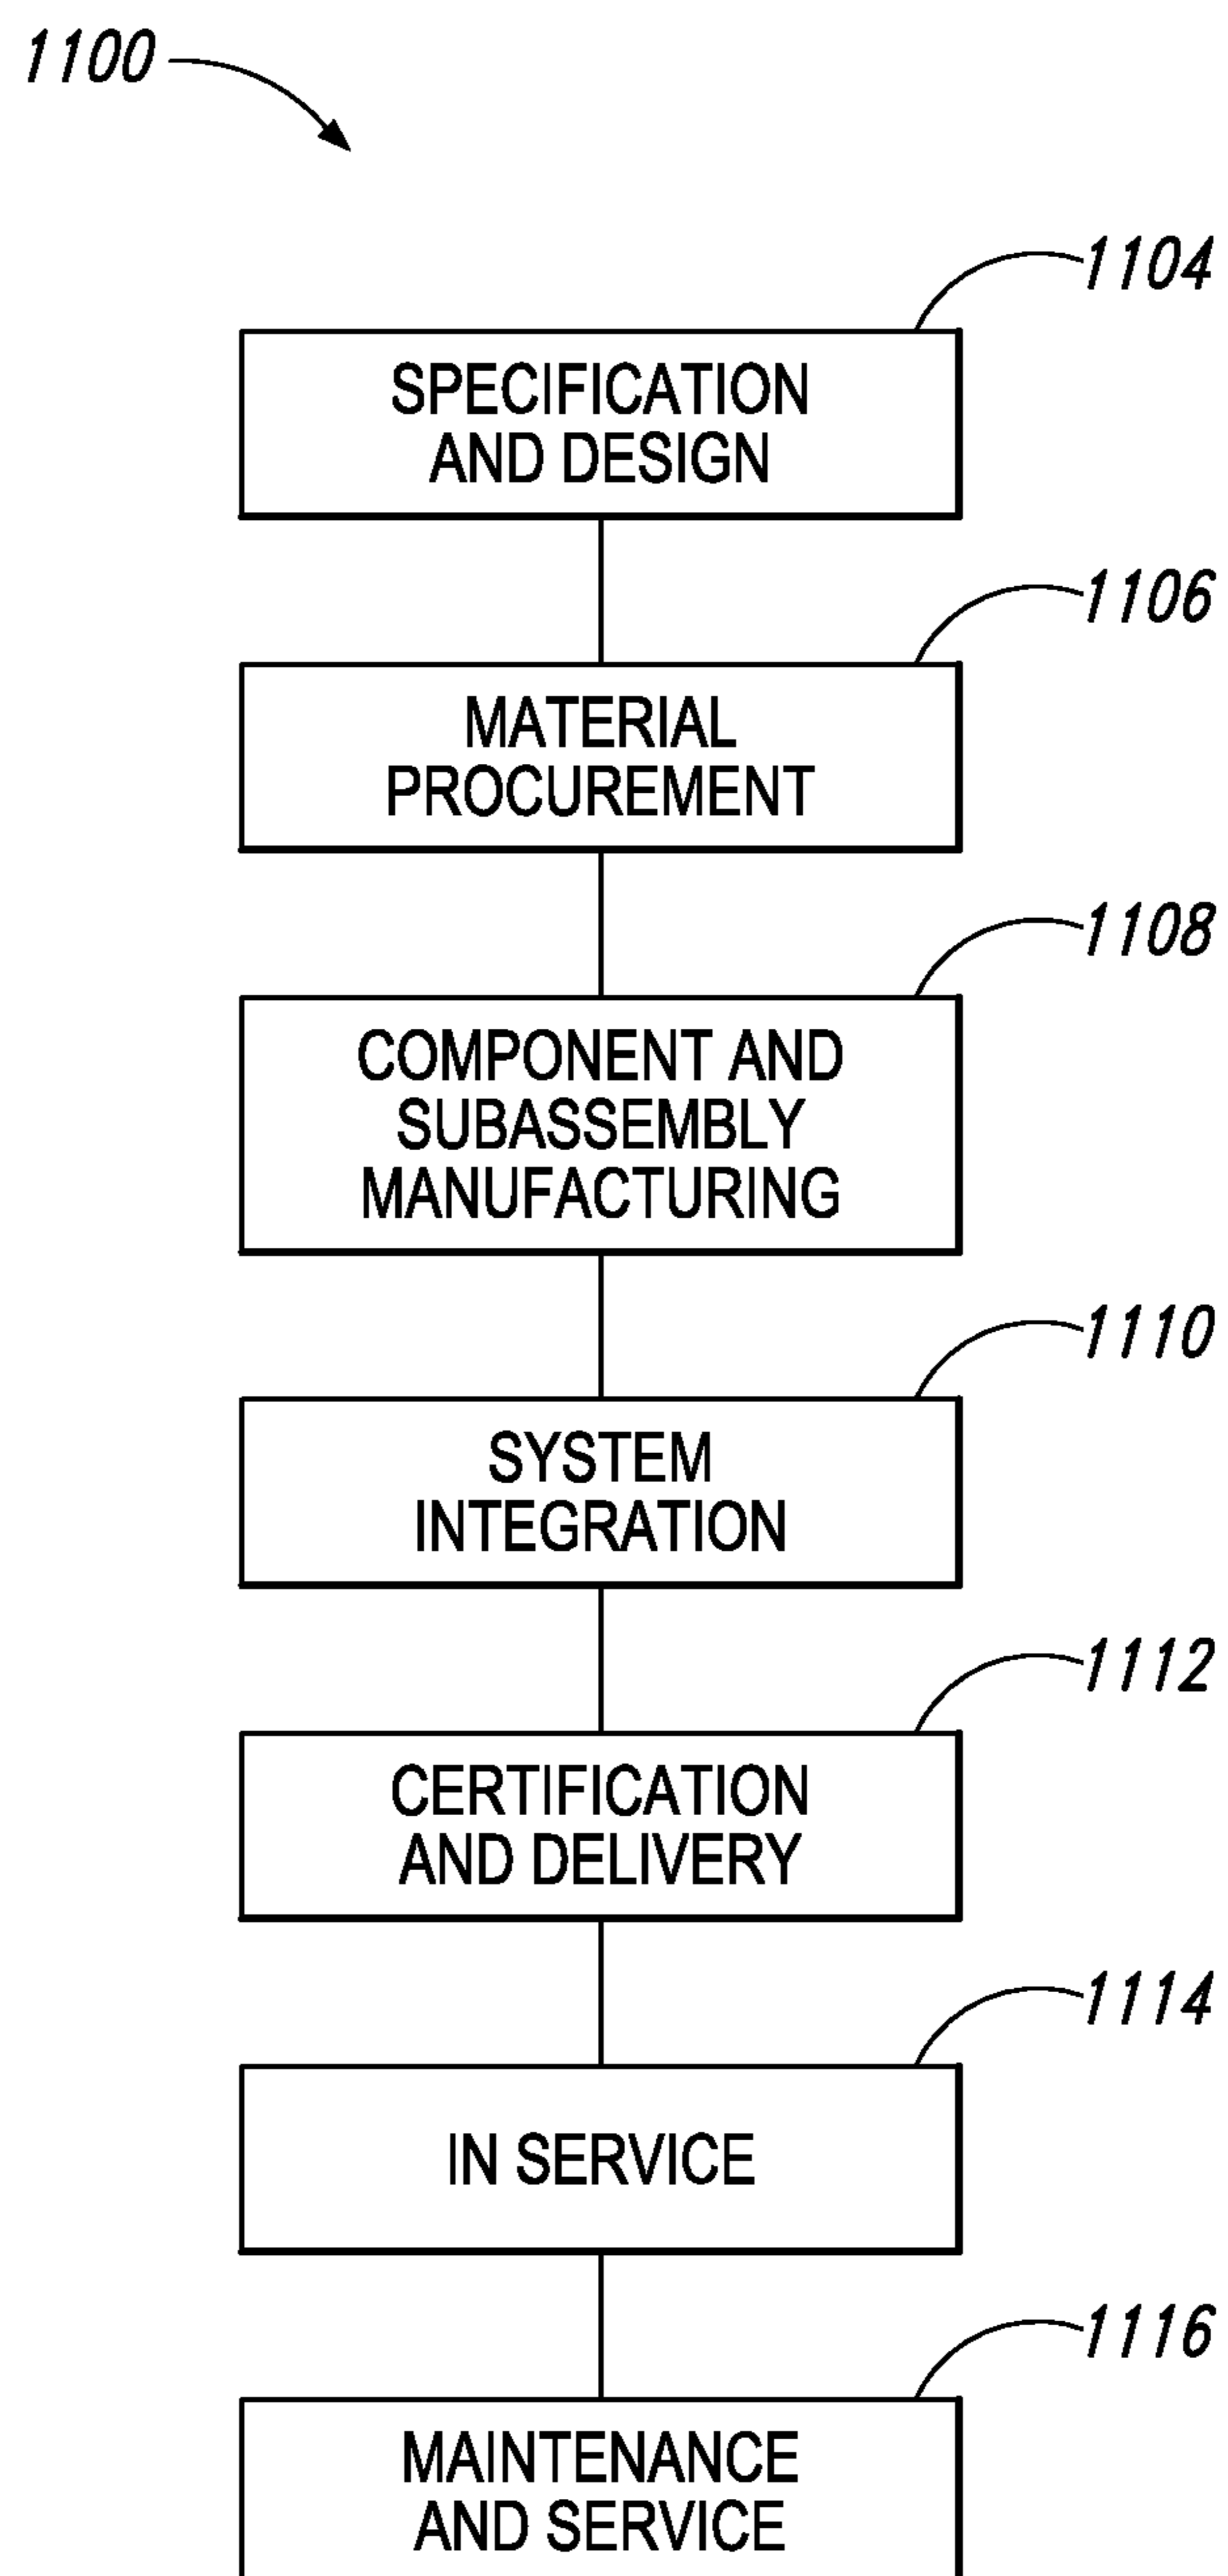 1100
1104
SPECIFICATION
AND DESIGN
1106
MATERIAL
PROCUREMENT
1108
COMPONENT AND
SUBASSEMBLY
MANUFACTURING
1110
SYSTEM
INTEGRATION
1112
CERTIFICATION
AND DELIVERY
1114
IN SERVICE
1116
MAINTENANCE
AND SERVICE